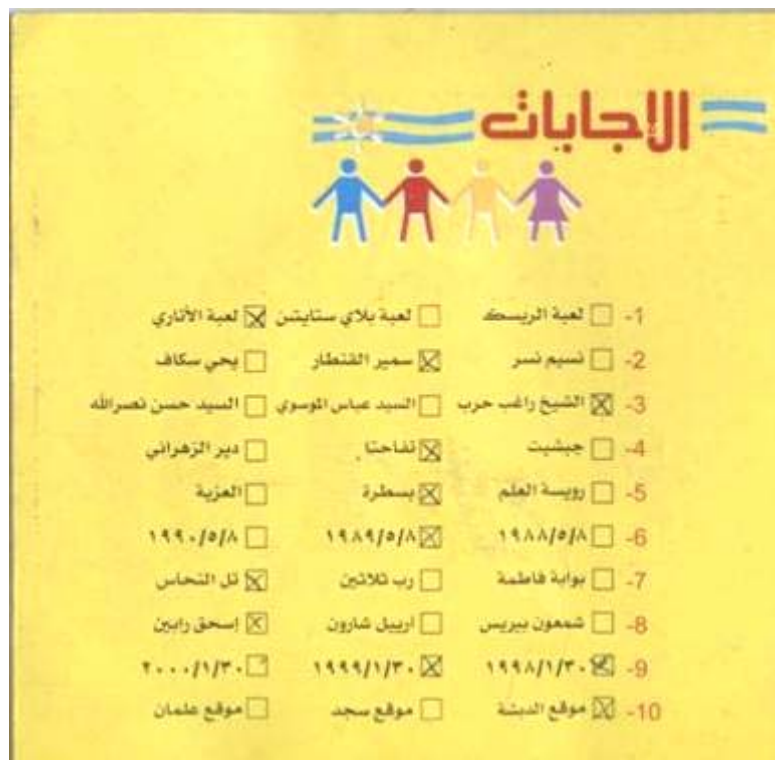 الإجابات
1- ☐ لعبة الريسك ☐ لعبة بلاي ستايشن ☒ لعبة الأتاري
2- ☐ نسيم نسر ☒ سمير القنطار ☐ يحي سكاف
3- ☒ الشيخ راغب حرب ☐ السيد عباس الموسوي ☐ السيد حسن نصرالله
4- ☐ جبشيت ☒ تفاحتا ☐ دير الزهراني
5- ☐ رويسة العلم ☒ بسطرة ☐ العزية
6- ☐ ١٩٨٨/٥/٨ ☒ ١٩٨٩/٥/٨ ☐ ١٩٩٠/٥/٨
7- ☐ بوابة فاطمة ☐ رب ثلاثين ☒ تل النحاس
8- ☐ شمعون بيريس ☐ ارييل شارون ☒ إسحق رابين
9- ☒ ١٩٩٨/١/٣٠ ☒ ١٩٩٩/١/٣٠ ☐ ٢٠٠٠/١/٣٠
10- ☒ موقع الدبشة ☐ موقع سجد ☐ موقع علمان